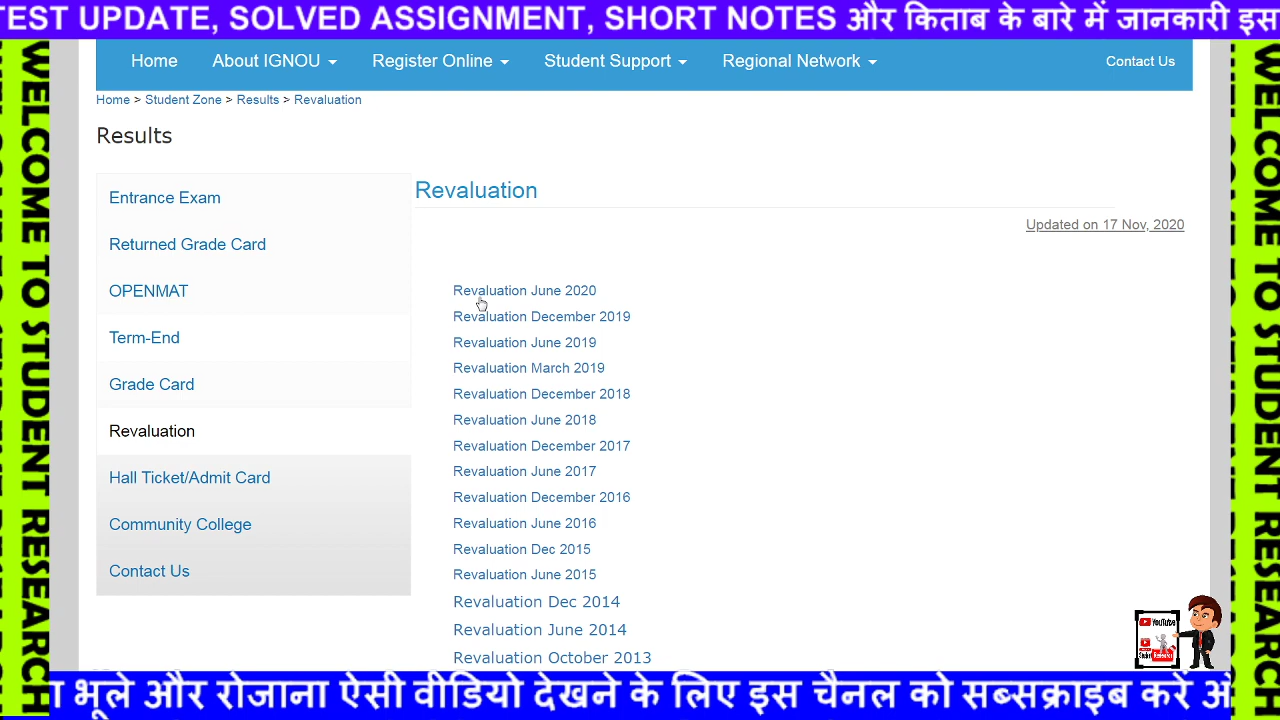 TEST UPDATE, SOLVED ASSIGNMENT, SHORT NOTES और किताब के बारे में जानकारी इस
Home About IGNOU Register Online Student Support Regional Network Contact Us
Home > Student Zone > Results > Revaluation
Results
Entrance Exam
Returned Grade Card
OPENMAT
Term-End
Grade Card
Revaluation
Hall Ticket/Admit Card
Community College
Contact Us
Revaluation
Updated on 17 Nov, 2020
Revaluation June 2020
Revaluation December 2019
Revaluation June 2019
Revaluation March 2019
Revaluation December 2018
Revaluation June 2018
Revaluation December 2017
Revaluation June 2017
Revaluation December 2016
Revaluation June 2016
Revaluation Dec 2015
Revaluation June 2015
Revaluation Dec 2014
Revaluation June 2014
Revaluation October 2013
WELCOME TO STUDENT RESEARCH
WELCOME TO STUDENT RESEARCH
YouTube
भूले और रोजाना ऐसी वीडियो देखने के लिए इस चैनल को सब्सक्राइब करें